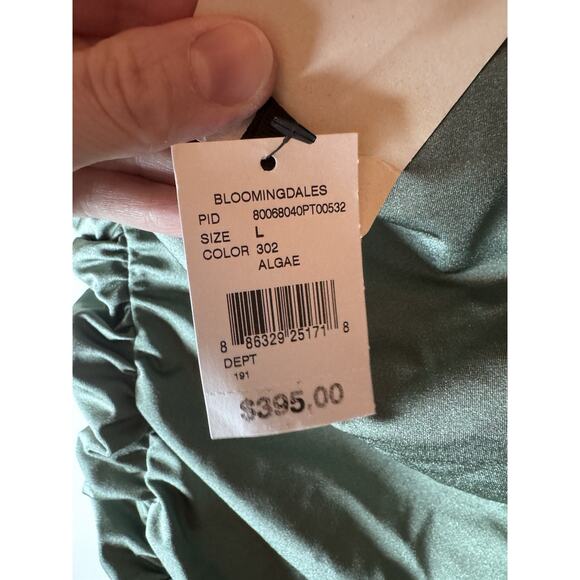 BLOOMINGDALES
PID 80068040PT00532
SIZE L
COLOR 302
ALGAE
8 86329 25171 8
DEPT
191
$395.00